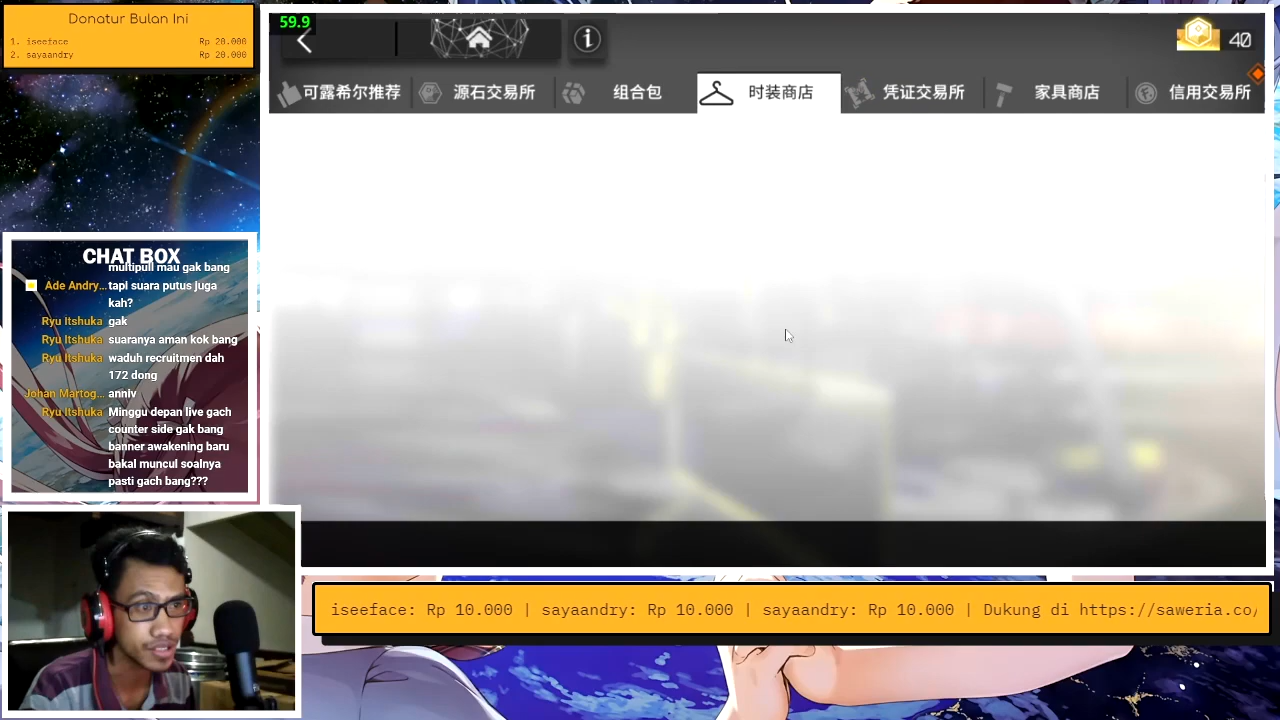 Donatur Bulan Ini
1. iseeface Rp 20.000
2. sayaandry Rp 20.000
59.9
40
可露希尔推荐
源石交易所
组合包
时装商店
凭证交易所
家具商店
信用交易所
CHAT BOX
multipull mau gak bang
Ade Andry... tapi suara putus juga
kah?
Ryu Itshuka gak
Ryu Itshuka suaranya aman kok bang
Ryu Itshuka waduh recruitmen dah
172 dong
Johan Martog... anniv
Ryu Itshuka Minggu depan live gach
counter side gak bang
banner awakening baru
bakal muncul soalnya
pasti gach bang???
iseeface: Rp 10.000 | sayaandry: Rp 10.000 | sayaandry: Rp 10.000 | Dukung di https://saweria.co/